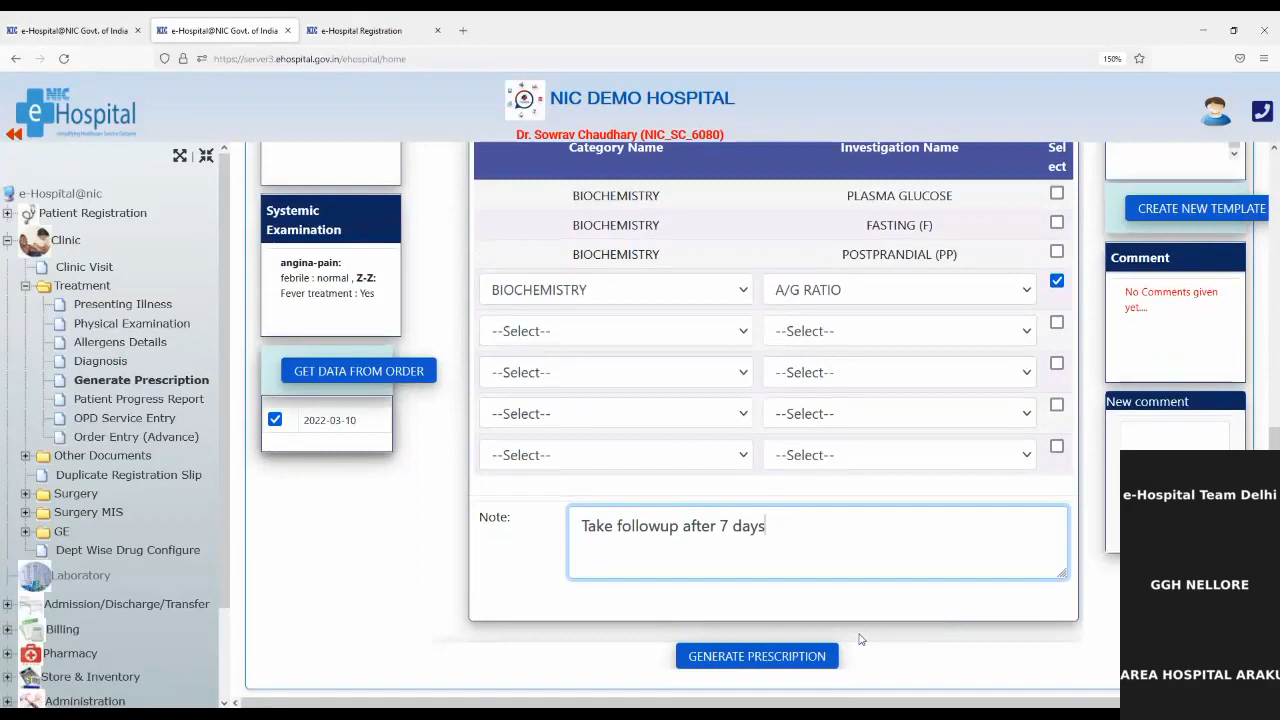 e-Hospital@NIC Govt. of India
e-Hospital@NIC Govt. of India
e-Hospital Registration
https://server3.ehospital.gov.in/ehospital/home
150%
NIC
eHospital
NIC DEMO HOSPITAL
Dr. Sowrav Chaudhary (NIC_SC_6080)
e-Hospital@nic
Patient Registration
Clinic
Clinic Visit
Treatment
Presenting Illness
Physical Examination
Allergens Details
Diagnosis
Generate Prescription
Patient Progress Report
OPD Service Entry
Order Entry (Advance)
Other Documents
Duplicate Registration Slip
Surgery
Surgery MIS
GE
Dept Wise Drug Configure
Laboratory
Admission/Discharge/Transfer
Billing
Pharmacy
Store & Inventory
Administration
Systemic
Examination
angina-pain:
febrile : normal , Z-Z:
Fever treatment : Yes
GET DATA FROM ORDER
2022-03-10
Category Name Investigation Name Sel
ect
BIOCHEMISTRY PLASMA GLUCOSE
BIOCHEMISTRY FASTING (F)
BIOCHEMISTRY POSTPRANDIAL (PP)
BIOCHEMISTRY A/G RATIO
--Select-- --Select--
--Select-- --Select--
--Select-- --Select--
--Select-- --Select--
Note: Take followup after 7 days
GENERATE PRESCRIPTION
CREATE NEW TEMPLATE
Comment
No Comments given
yet....
New comment
e-Hospital Team Delhi
GGH NELLORE
AREA HOSPITAL ARAKU